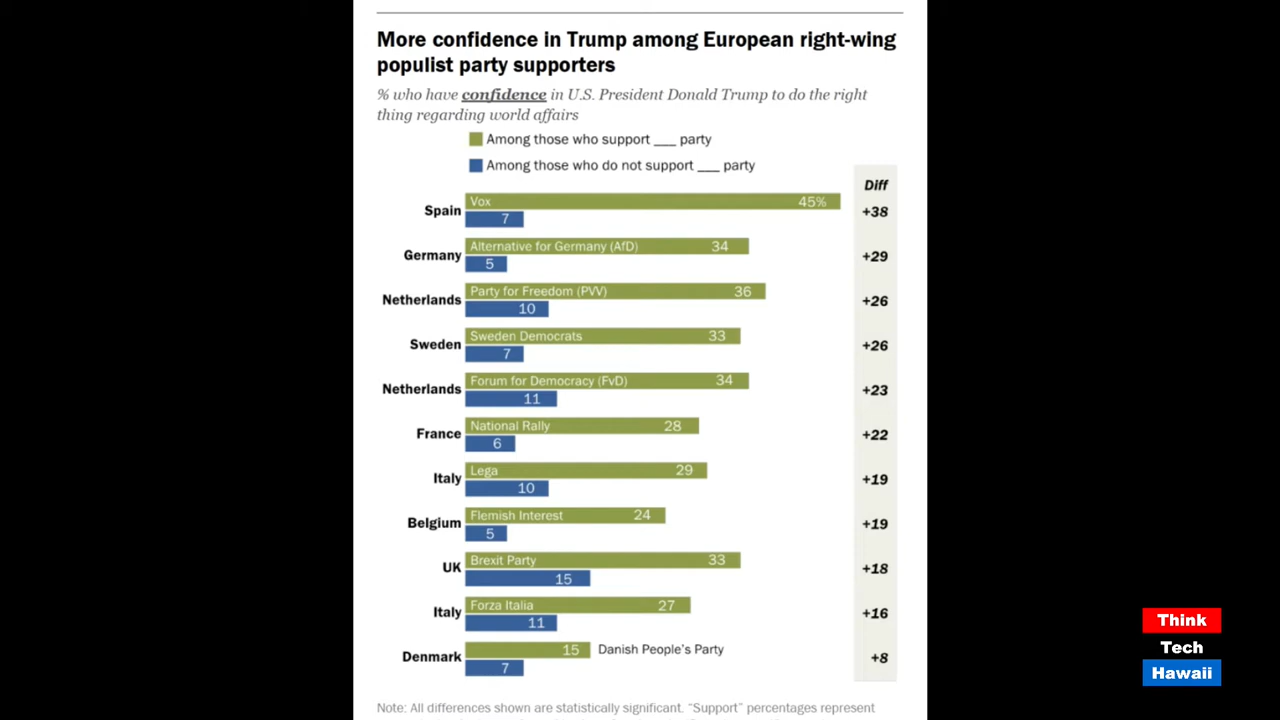 More confidence in Trump among European right-wing
populist party supporters
% who have confidence in U.S. President Donald Trump to do the right
thing regarding world affairs
Among those who support ___ party
Among those who do not support ___ party
Diff
Spain Vox 45% +38
7
Germany Alternative for Germany (AfD) 34 +29
5
Netherlands Party for Freedom (PVV) 36 +26
10
Sweden Sweden Democrats 33 +26
7
Netherlands Forum for Democracy (FvD) 34 +23
11
France National Rally 28 +22
6
Italy Lega 29 +19
10
Belgium Flemish Interest 24 +19
5
UK Brexit Party 33 +18
15
Italy Forza Italia 27 +16
11
Denmark 15 Danish People's Party +8
7
Note: All differences shown are statistically significant. “Support” percentages represent
Think
Tech
Hawaii